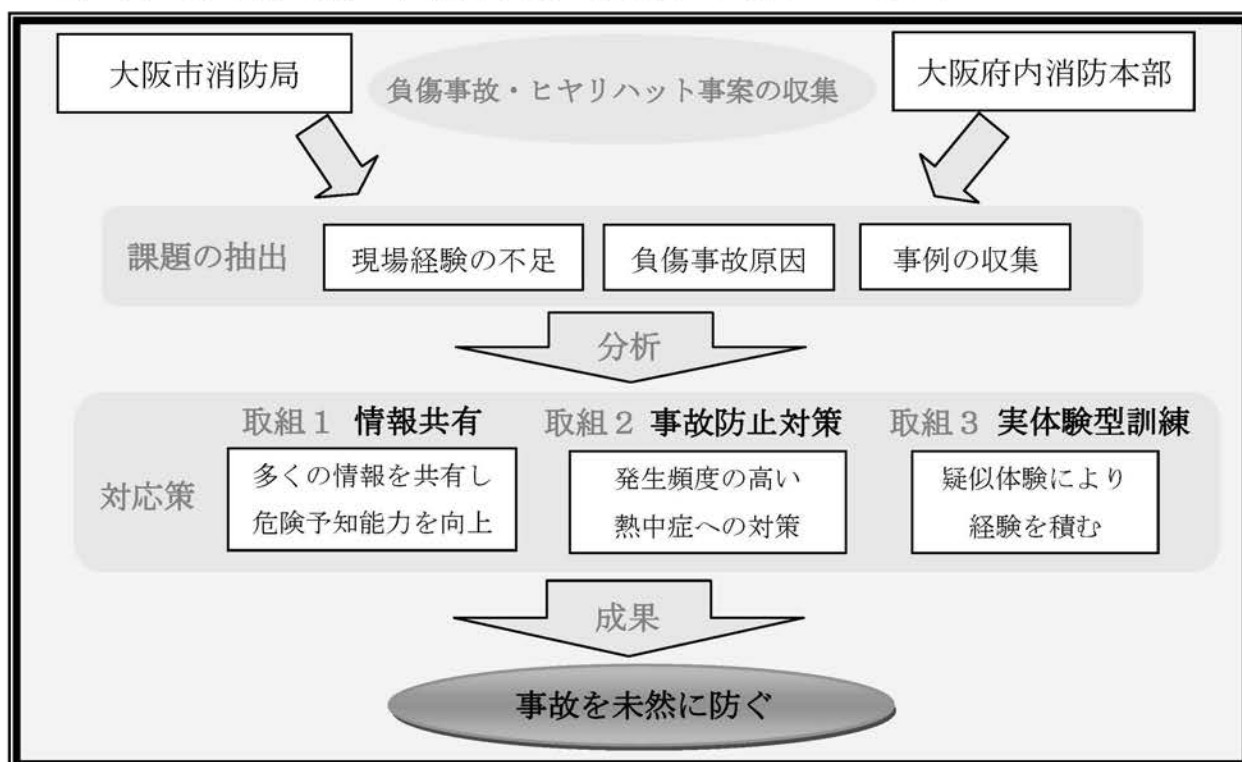 大阪市消防局
負傷事故・ヒヤリハット事案の収集
大阪府内消防本部
課題の抽出
現場経験の不足
負傷事故原因
事例の収集
分析
対応策
取組1 情報共有
多くの情報を共有し
危険予知能力を向上
取組2 事故防止対策
発生頻度の高い
熱中症への対策
取組3 実体験型訓練
疑似体験により
経験を積む
成果
事故を未然に防ぐ